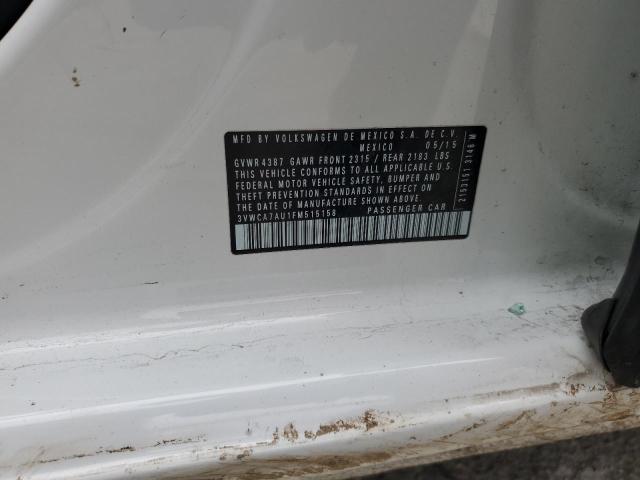 MFD BY VOLKSWAGEN DE MEXICO S.A. DE C.V.
MEXICO 05/15
GVWR 4387 GAWR FRONT 2315 / REAR 2183 LBS
THIS VEHICLE CONFORMS TO ALL APPLICABLE U.S.
FEDERAL MOTOR VEHICLE SAFETY, BUMPER AND
THEFT PREVENTION STANDARDS IN EFFECT ON
THE DATE OF MANUFACTURE SHOWN ABOVE.
3VWCA7AU1FM515158 PASSENGER CAR
2153151 3146 M